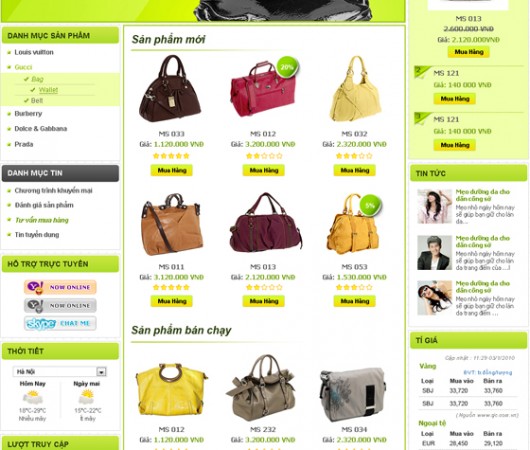 DANH MỤC SẢN PHẨM
Louis vuitton
Gucci
Bag
Wallet
Belt
Burberry
Dolce & Gabbana
Prada
DANH MỤC TIN
Chương trình khuyến mại
Đánh giá sản phẩm
Tư vấn mua hàng
Tin tuyển dụng
HỖ TRỢ TRỰC TUYẾN
NOW ONLINE
NOW ONLINE
skype CHAT ME
THỜI TIẾT
Hà Nội
Hôm Nay
Ngày mai
15°C-29°C
15°C-22°C
Nhiều mây
Ít mây
LƯỢT TRUY CẬP
Sản phẩm mới
20%
MS 033
Giá: 1.120.000 VNĐ
Mua Hàng
MS 012
Giá: 3.200.000 VNĐ
Mua Hàng
MS 032
Giá: 2.320.000 VNĐ
Mua Hàng
5%
MS 011
Giá: 3.120.000 VNĐ
Mua Hàng
MS 013
Giá: 2.120.000 VNĐ
Mua Hàng
MS 053
Giá: 1.530.000 VNĐ
Mua Hàng
Sản phẩm bán chạy
MS 012
Giá: 1.120.000 VNĐ
MS 232
Giá: 3.200.000 VNĐ
MS 034
Giá: 2.320.000 VNĐ
MS 013
2.600.000 VNĐ
Giá: 2.120.000VNĐ
Mua Hàng
2
MS 121
Giá: 140 000 VNĐ
Mua Hàng
3
MS 121
Giá: 140 000 VNĐ
Mua Hàng
TIN TỨC
Mẹo dưỡng da cho
dân công sở
Mẹo nhỏ ngày hôm nay
sẽ giúp bạn giữ cho làn
da...
Mẹo dưỡng da cho
dân công sở
Mẹo nhỏ ngày hôm nay
sẽ giúp bạn giữ cho làn
da trang điểm của ...!
Mẹo dưỡng da cho
dân công sở
Mẹo nhỏ ngày hôm nay
sẽ giúp bạn giữ cho làn
da trang điểm ...
TỈ GIÁ
Cập nhật : 11:29 03/1/2010
Vàng
ĐVT: tr.đồng/lượng
Loại Mua vào Bán ra
SBJ 33,720 33,760
SBJ 33,720 33,760
Ngoại tệ
Loại Mua vào Bán ra
EUR 28,450 29,120